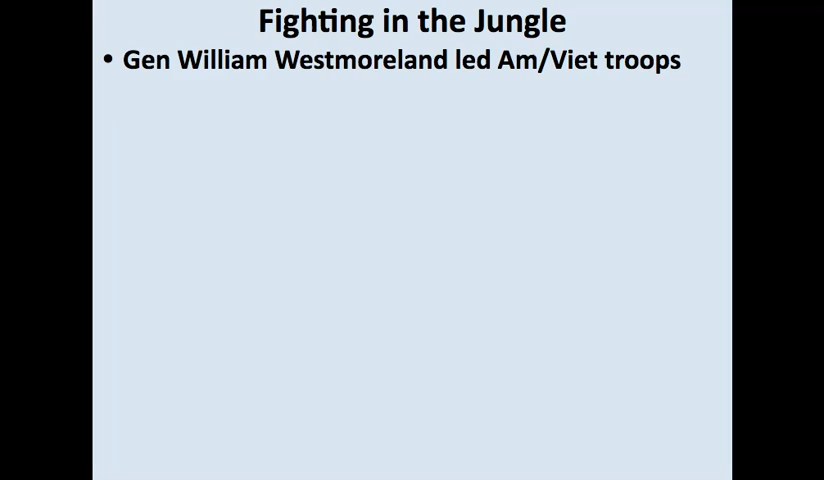 Fighting in the Jungle
• Gen William Westmoreland led Am/Viet troops